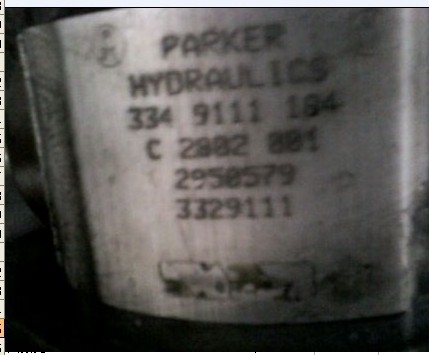 PARKER
HYDRAULICS
334 9111 184
C 2002 001
2950579
3329111